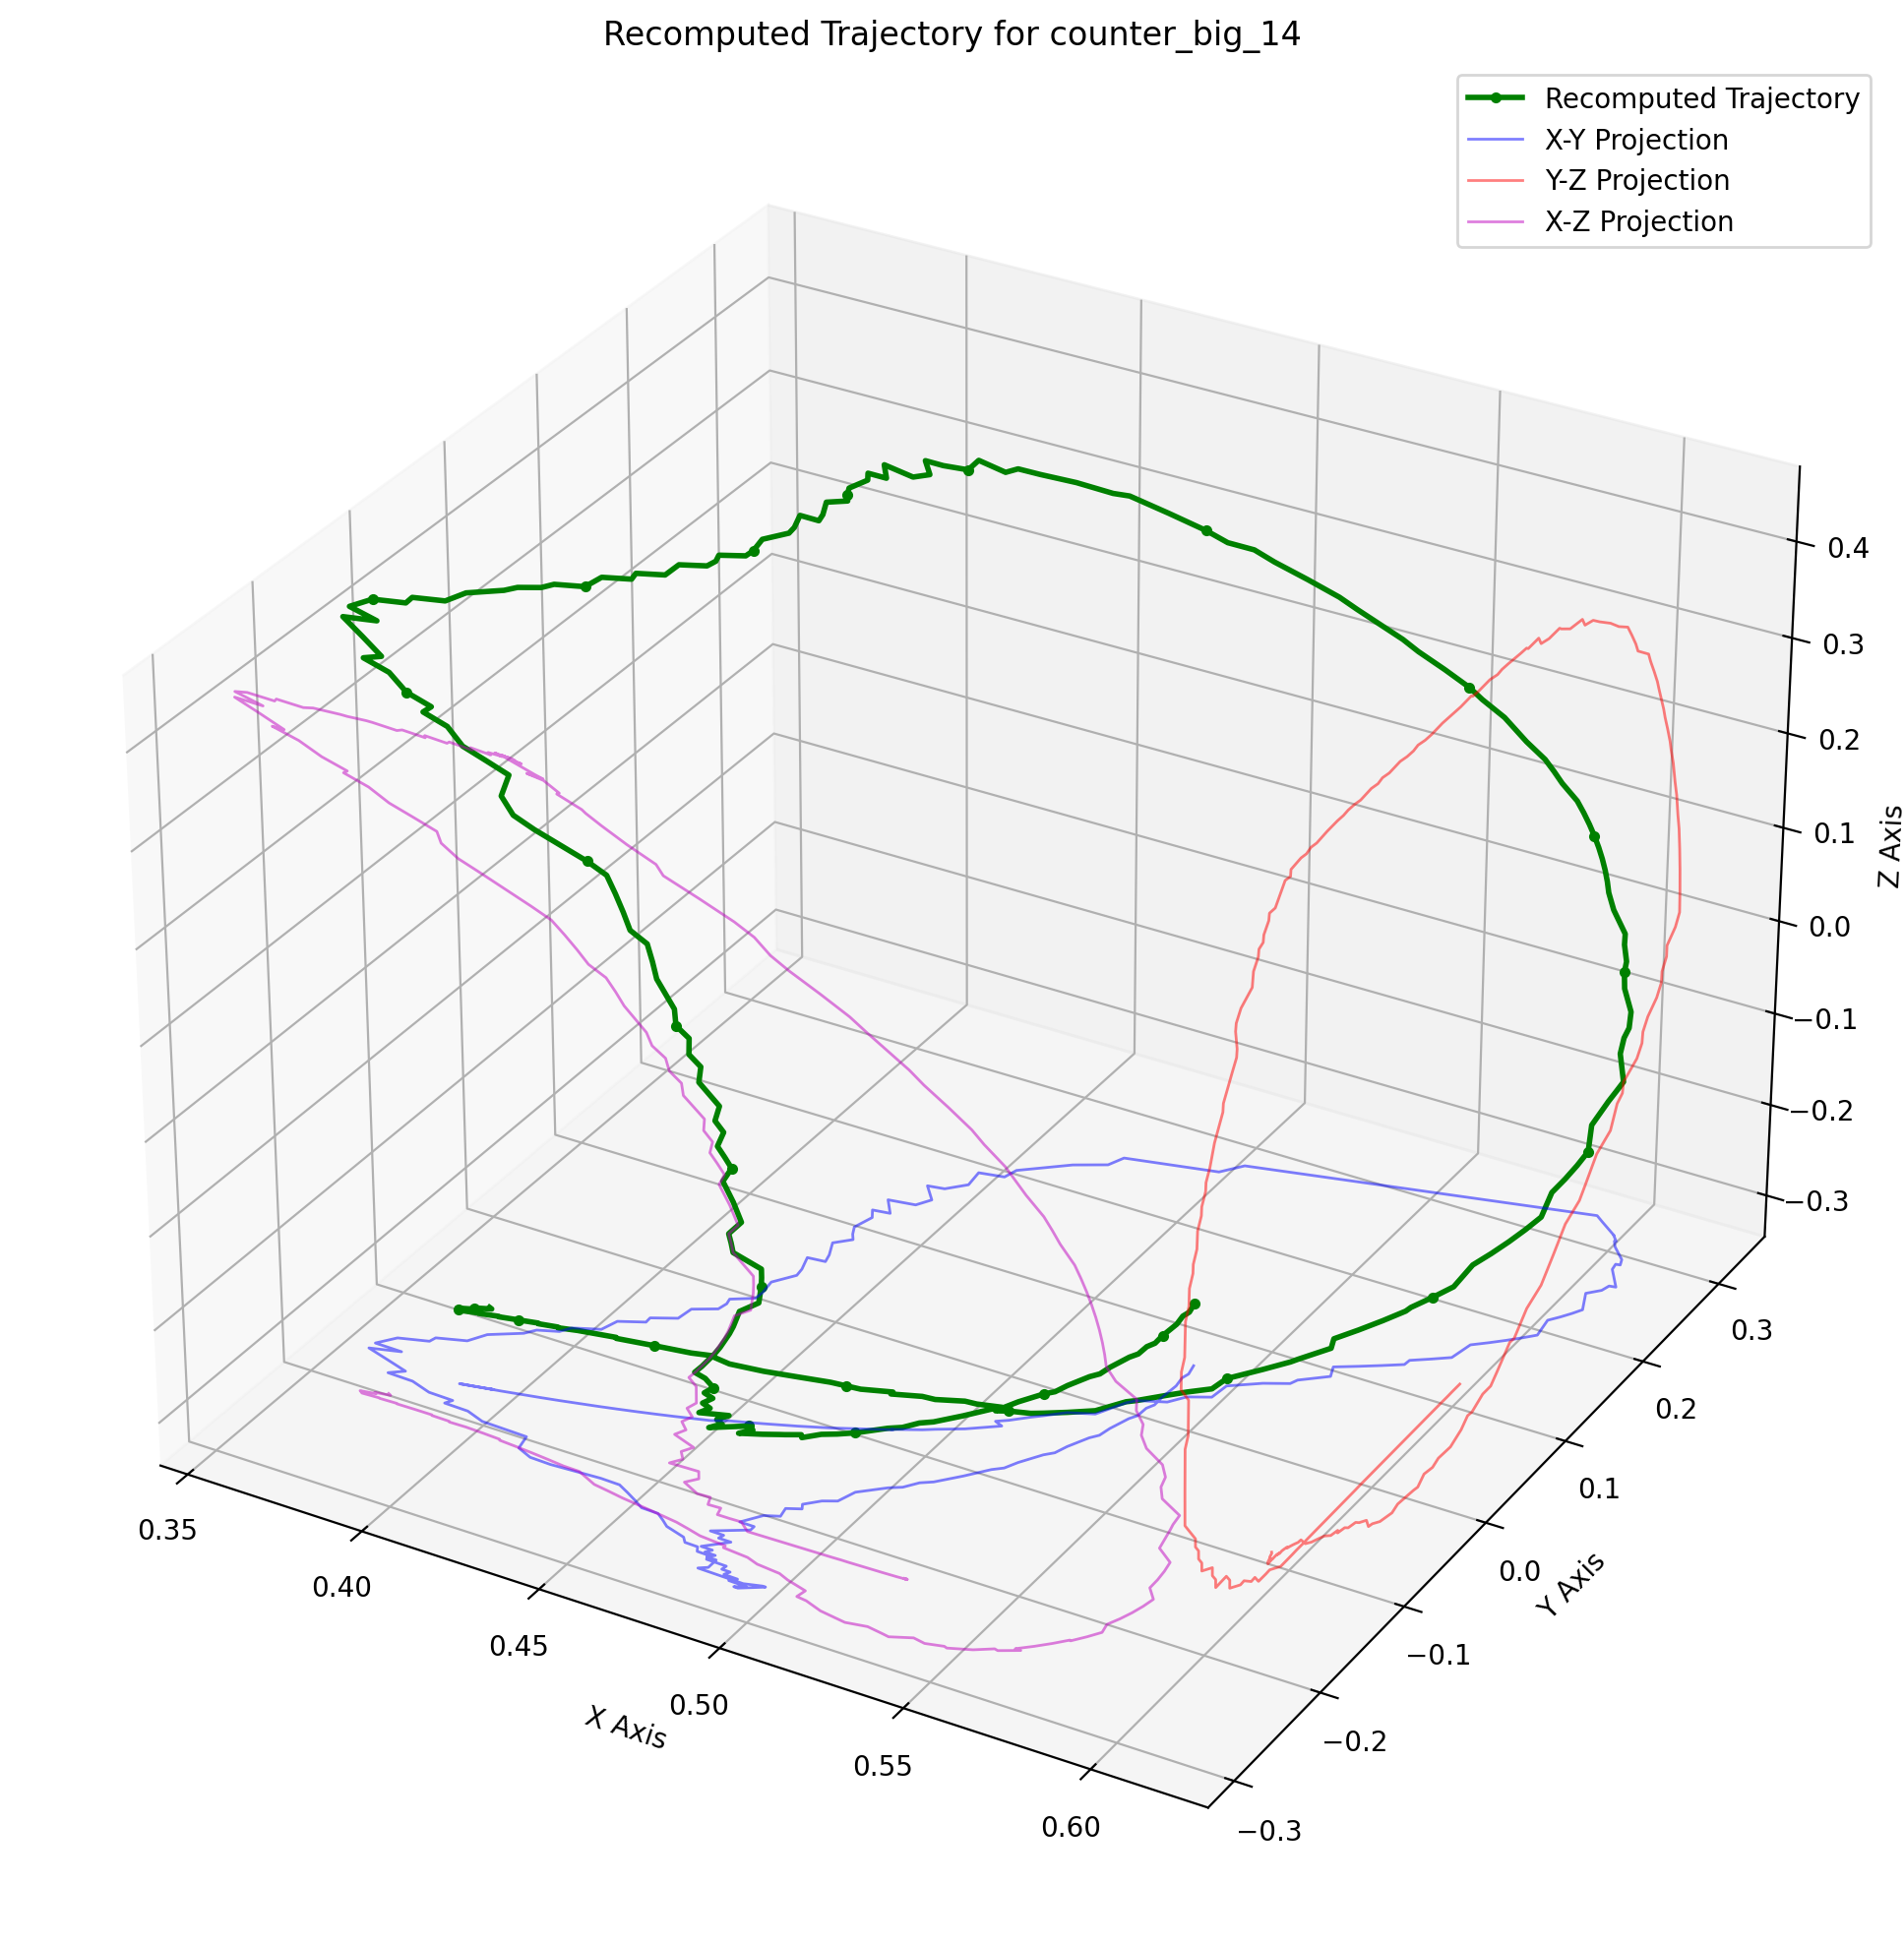 Recomputed Trajectory for counter_big_14
Recomputed Trajectory
X-Y Projection
Y-Z Projection
X-Z Projection
0.4
0.3
0.2
0.1
0.0
−0.1
−0.2
−0.3
Z Axis
0.3
0.2
0.1
0.0
−0.1
−0.2
−0.3
Y Axis
0.35
0.40
0.45
0.50
0.55
0.60
X Axis